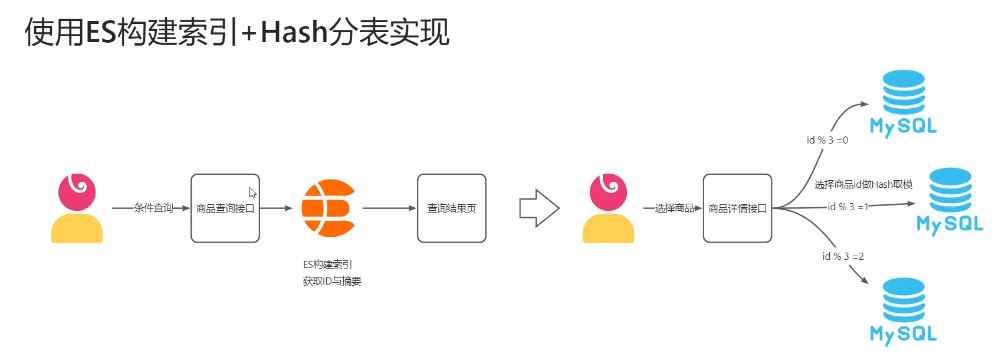 使用ES构建索引+Hash分表实现
条件查询
商品查询接口
ES构建索引
获取ID与摘要
查询结果页
选择商品
商品详情接口
id % 3 =0
选择商品id做Hash取模
id % 3 =1
id % 3 =2
MySQL
MySQL
MySQL